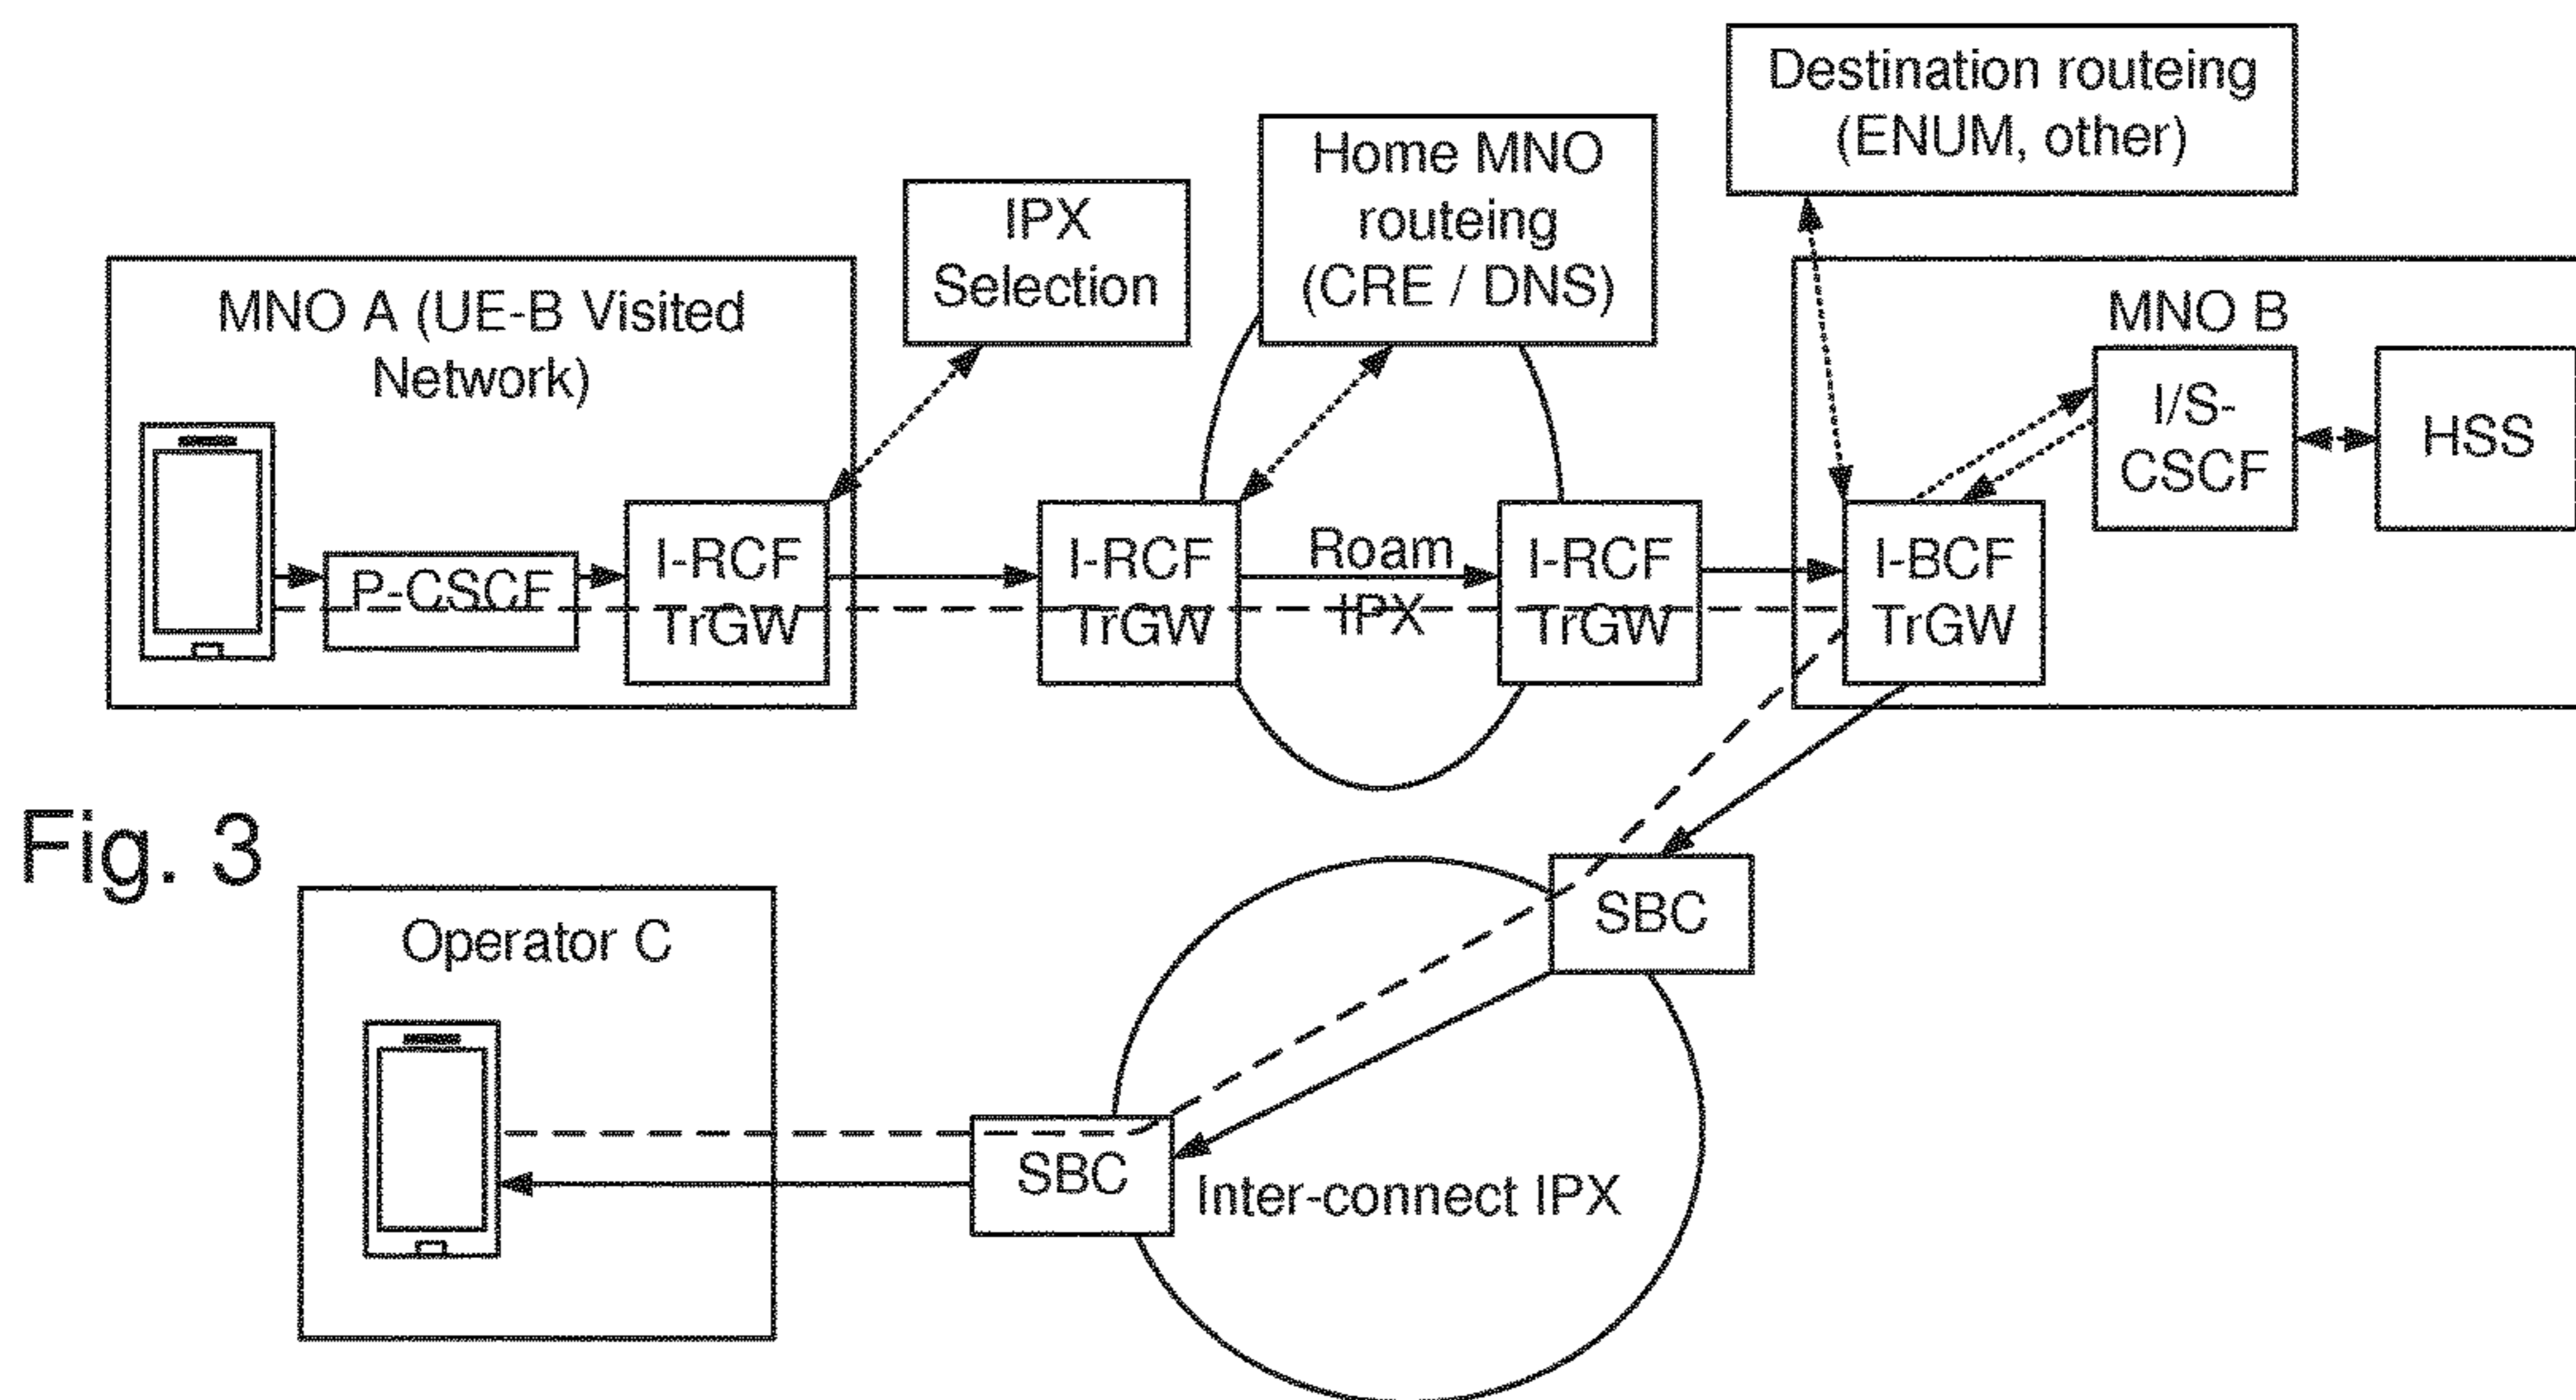 Destination routeing
(ENUM, other)
Home MNO
routeing
(CRE / DNS)
IPX
Selection
MNO A (UE-B Visited
Network)
MNO B
I/S-
CSCF
HSS
P-CSCF
I-RCF
TrGW
I-RCF
TrGW
Roam
IPX
I-RCF
TrGW
I-BCF
TrGW
Fig. 3
SBC
Operator C
SBC
Inter-connect IPX